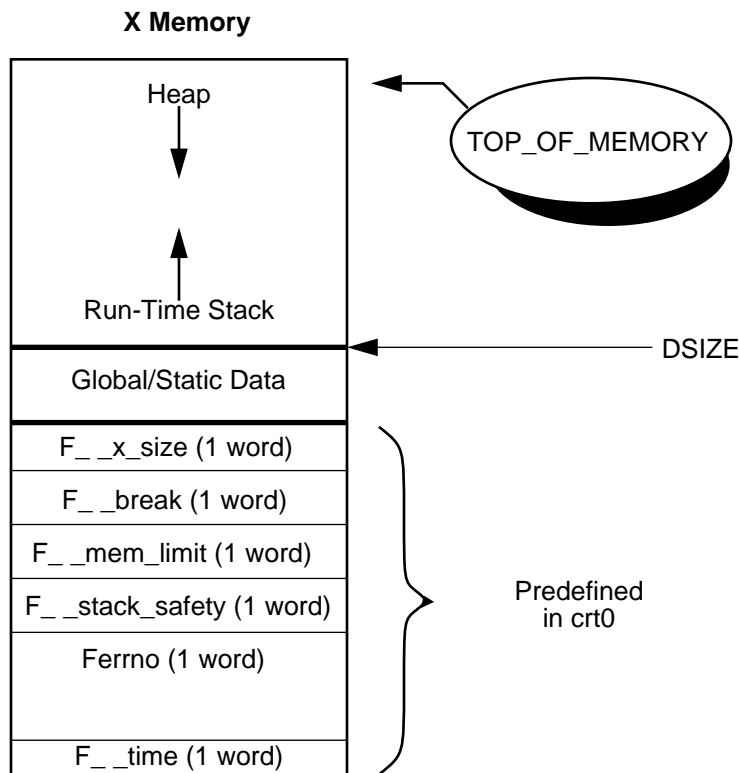 X Memory
Heap
TOP_OF_MEMORY
Run-Time Stack
DSIZE
Global/Static Data
F_ _x_size (1 word)
F_ _break (1 word)
F_ _mem_limit (1 word)
F_ _stack_safety (1 word)
Predefined
in crt0
Ferrno (1 word)
F_ _time (1 word)